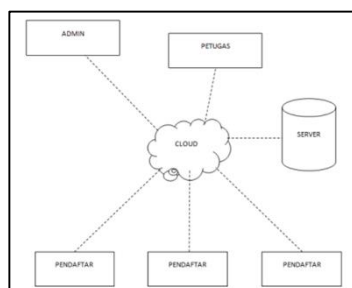 ADMIN
PETUGAS
SERVER
CLOUD
PENDAFTAR
PENDAFTAR
PENDAFTAR